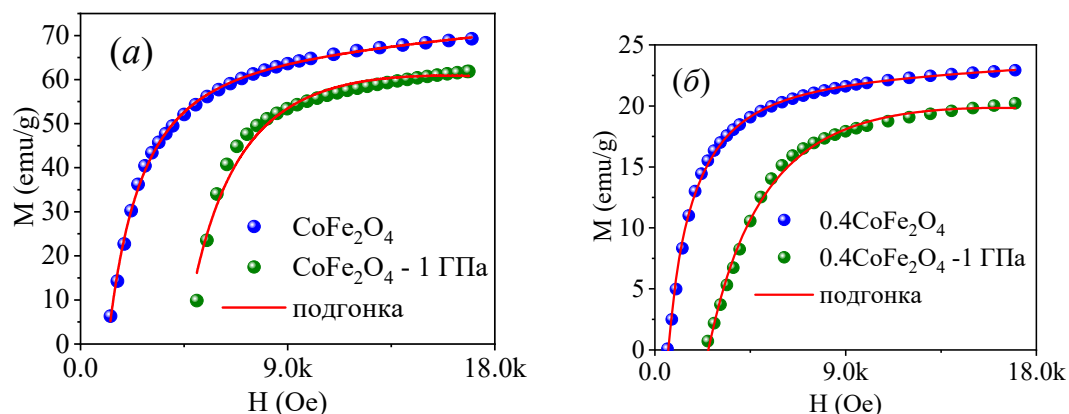 (а)
M (emu/g)
70
60
50
40
30
20
10
0
CoFe₂O₄
CoFe₂O₄ - 1 ГПа
подгонка
0.0
9.0k
18.0k
H (Oe)
(б)
M (emu/g)
25
20
15
10
5
0
0.4CoFe₂O₄
0.4CoFe₂O₄ -1 ГПа
подгонка
0.0
9.0k
18.0k
H (Oe)